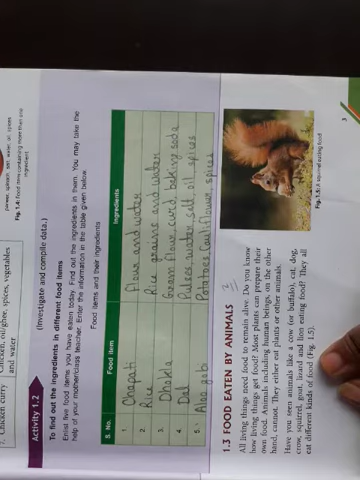 7. Chicken curry
Chicken, oil/ghee, spices, vegetables
and water
paneer, spinach, salt, water, oil, spices
Fig. 1.4: Food items containing more than one
ingredient
Activity 1.2
(Investigate and compile data.)
To find out the ingredients in different food items
Enlist five food items you have eaten today. Find out the ingredients in them. You may take the
help of your mother/class teacher. Enter the information in the table given below.
Food items and their ingredients
S. No. Food item Ingredients
1. Chapati flour and water
2. Rice Rice grains and water
3. Dhokla Gram flour, curd, baking soda
4. Dal Pulses water, salt, oil, spices
5. Aloo gobi Potatoes Cauliflower, spices
1.3 FOOD EATEN BY ANIMALS
All living things need food to remain alive. Do you know
how living things get food? Most plants can prepare their
own food. Animals including human beings, on the other
hand, cannot. They either eat plants or other animals.
Have you seen animals like a cow (or buffalo), cat, dog,
crow, squirrel, goat, lizard and lion eating food? They all
eat different kinds of food (Fig. 1.5).
Fig. 1.5: A squirrel eating food
3